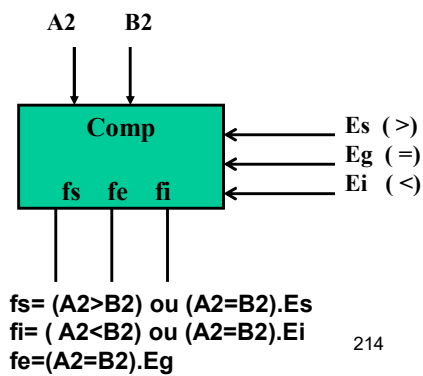 A2 B2
Comp
Es ( >)
Eg ( =)
Ei ( <)
fs fe fi
fs= (A2>B2) ou (A2=B2).Es
fi= ( A2<B2) ou (A2=B2).Ei
fe=(A2=B2).Eg
214